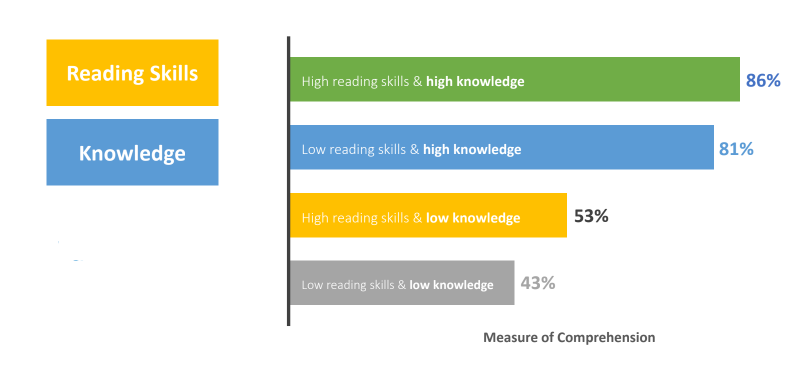 Reading Skills
Knowledge
High reading skills & high knowledge
86%
Low reading skills & high knowledge
81%
High reading skills & low knowledge
53%
Low reading skills & low knowledge
43%
Measure of Comprehension